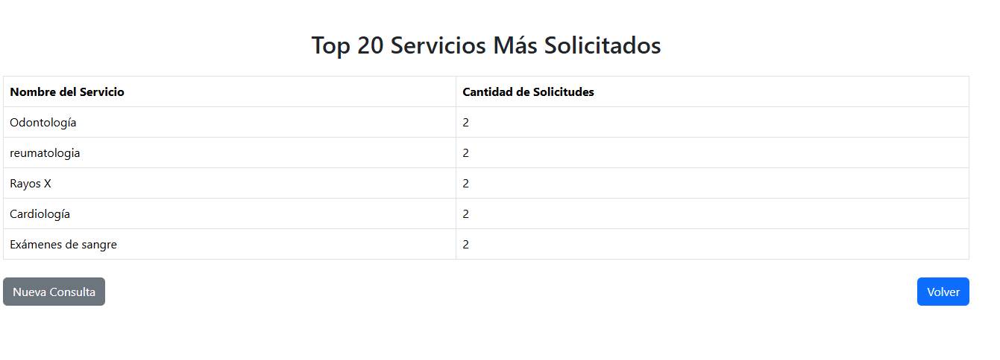 Top 20 Servicios Más Solicitados
Nombre del Servicio Cantidad de Solicitudes
Odontología 2
reumatologia 2
Rayos X 2
Cardiología 2
Exámenes de sangre 2
Nueva Consulta Volver